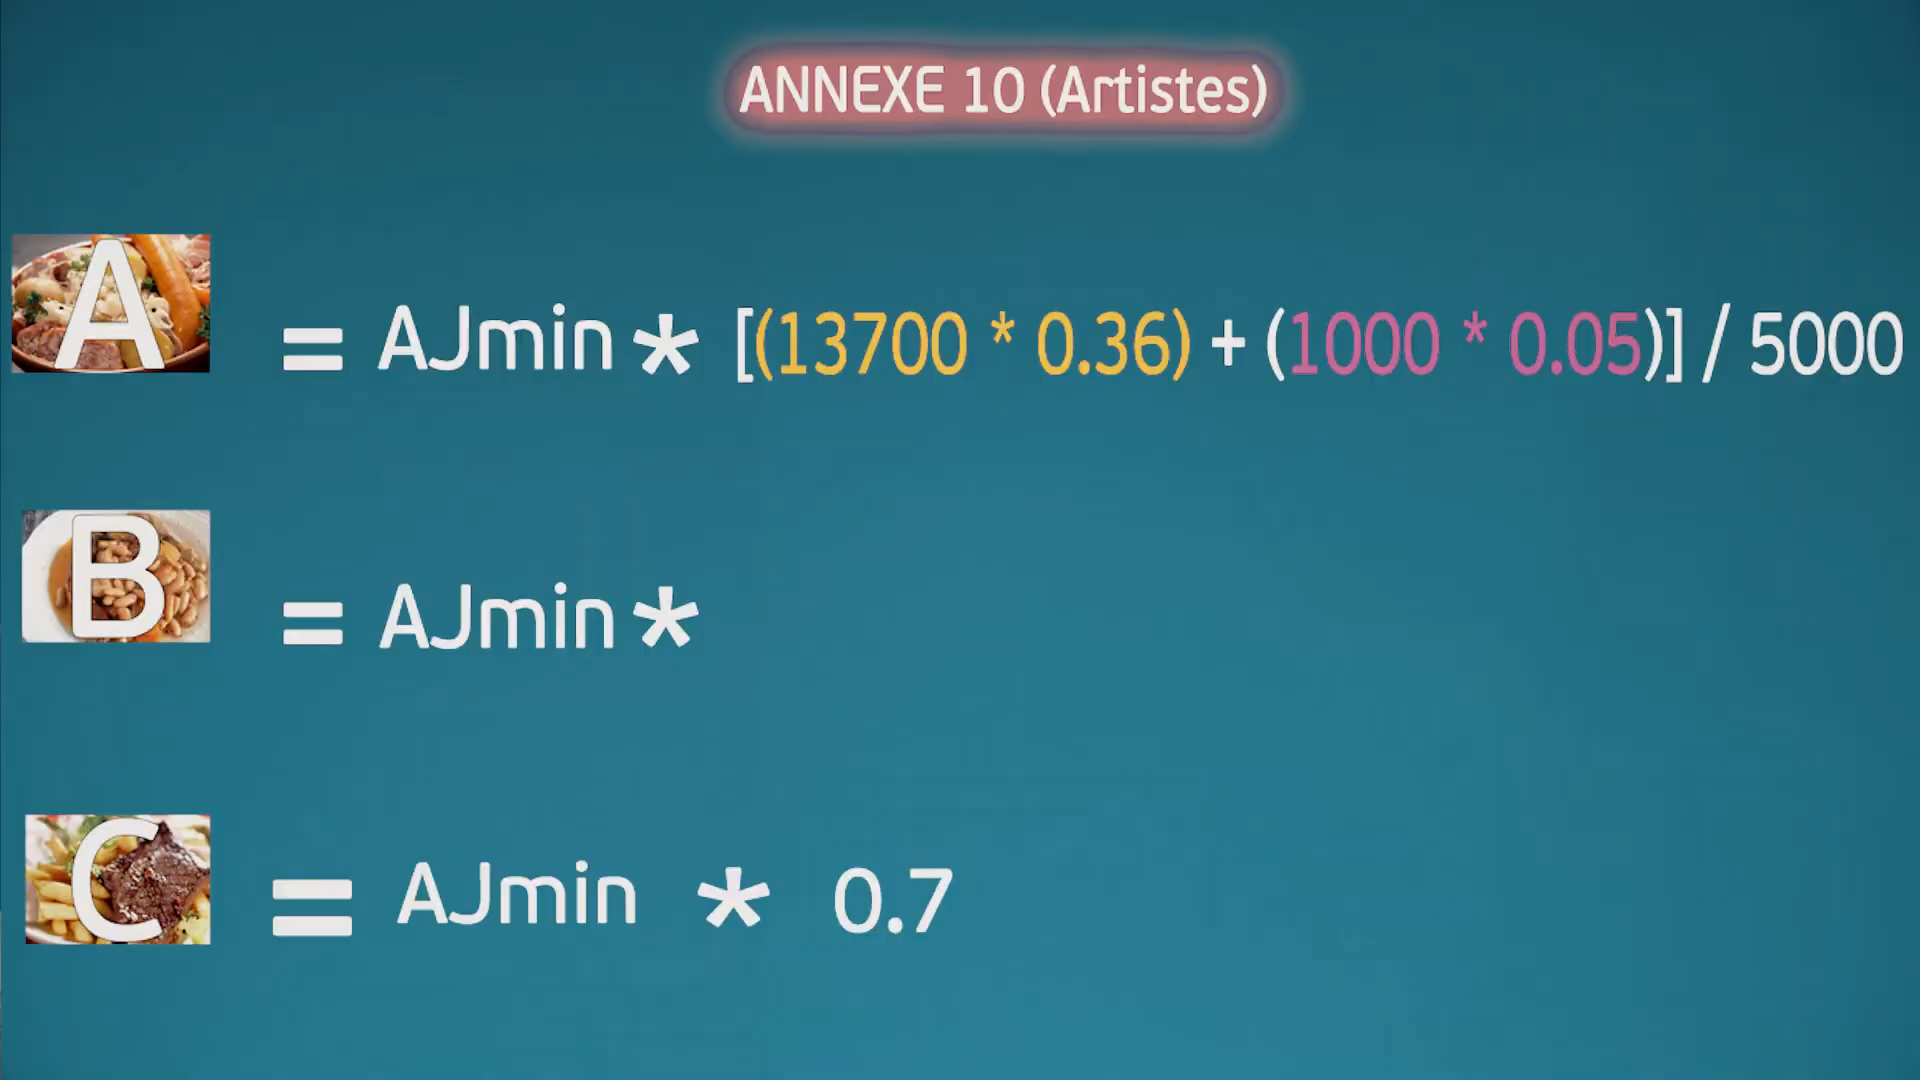 ANNEXE 10 (Artistes)
A = AJmin * [(13700 * 0.36) + (1000 * 0.05)] / 5000
B = AJmin *
C = AJmin * 0.7